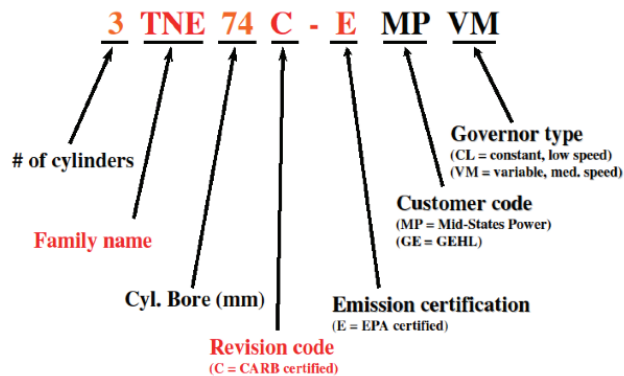 3 TNE 74 C - E MP VM
Governor type
(CL = constant, low speed)
(VM = variable, med. speed)
# of cylinders
Customer code
(MP = Mid-States Power)
(GE = GEHL)
Family name
Cyl. Bore (mm)
Emission certification
(E = EPA certified)
Revision code
(C = CARB certified)